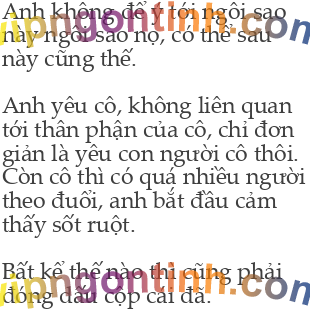 Anh không để ý tới ngôi sao
này ngôi sao nọ, có thể sau
này cũng thế.
Anh yêu cô, không liên quan
tới thân phận của cô, chỉ đơn
giản là yêu con người cô thôi.
Còn cô thì có quá nhiều người
theo đuổi, anh bắt đầu cảm
thấy sốt ruột.
Bất kể thế nào thì cũng phải
đóng dấu cộp cái đã.
vipngontinh.com
vipngontinh.com